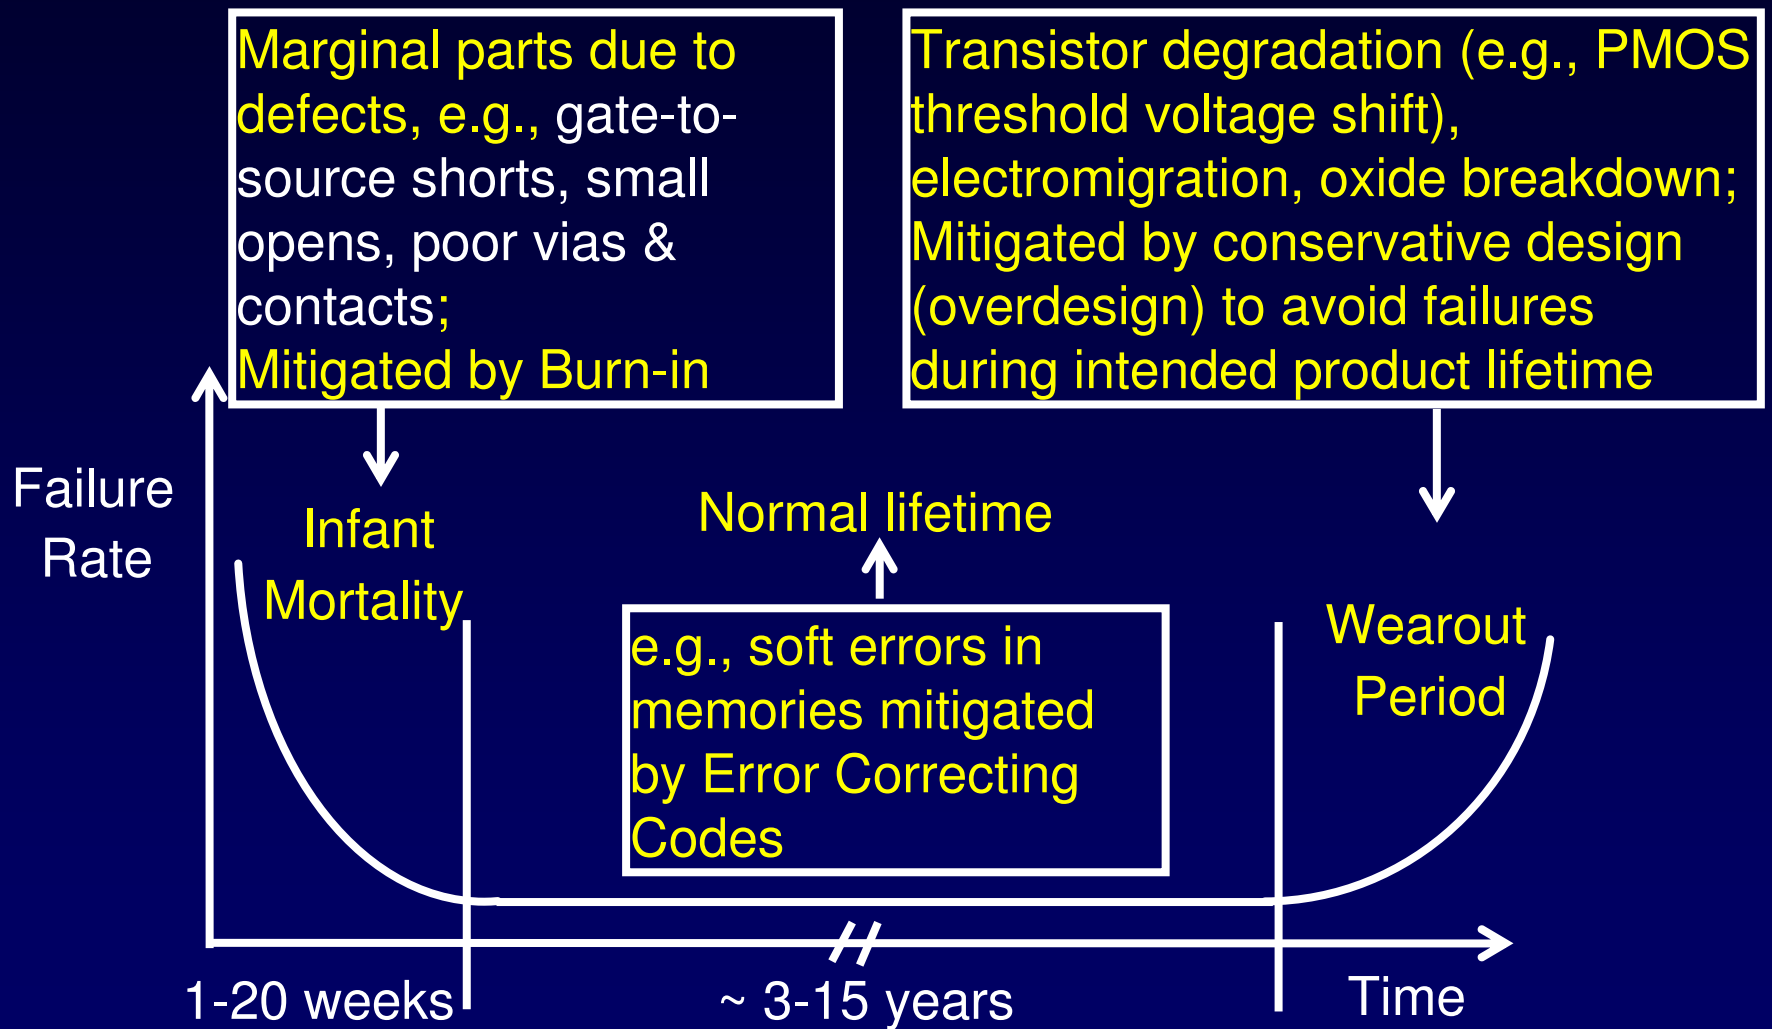 Marginal parts due to
defects, e.g., gate-to-
source shorts, small
opens, poor vias &
contacts;
Mitigated by Burn-in
Transistor degradation (e.g., PMOS
threshold voltage shift),
electromigration, oxide breakdown;
Mitigated by conservative design
(overdesign) to avoid failures
during intended product lifetime
Failure
Rate
Infant
Mortality
Normal lifetime
e.g., soft errors in
memories mitigated
by Error Correcting
Codes
Wearout
Period
1-20 weeks
~ 3-15 years
Time